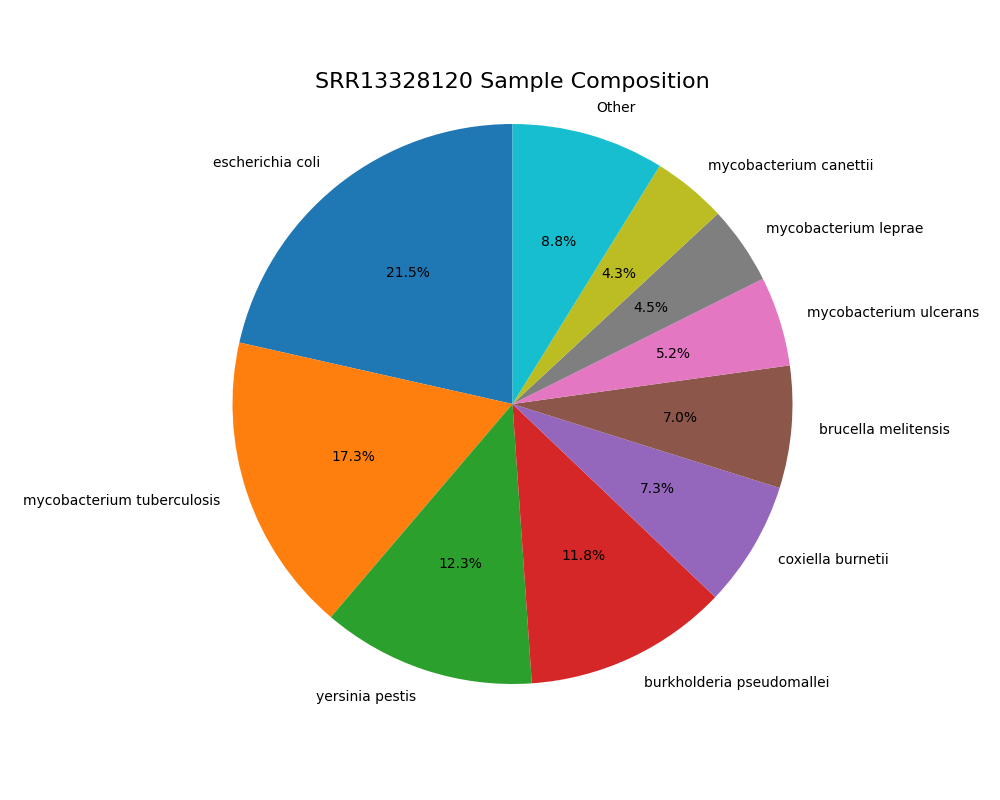 SRR13328120 Sample Composition
Other
escherichia coli
mycobacterium canettii
mycobacterium leprae
8.8%
21.5%
4.3%
4.5%
mycobacterium ulcerans
5.2%
7.0%
brucella melitensis
17.3%
7.3%
mycobacterium tuberculosis
12.3%
11.8%
coxiella burnetii
burkholderia pseudomallei
yersinia pestis